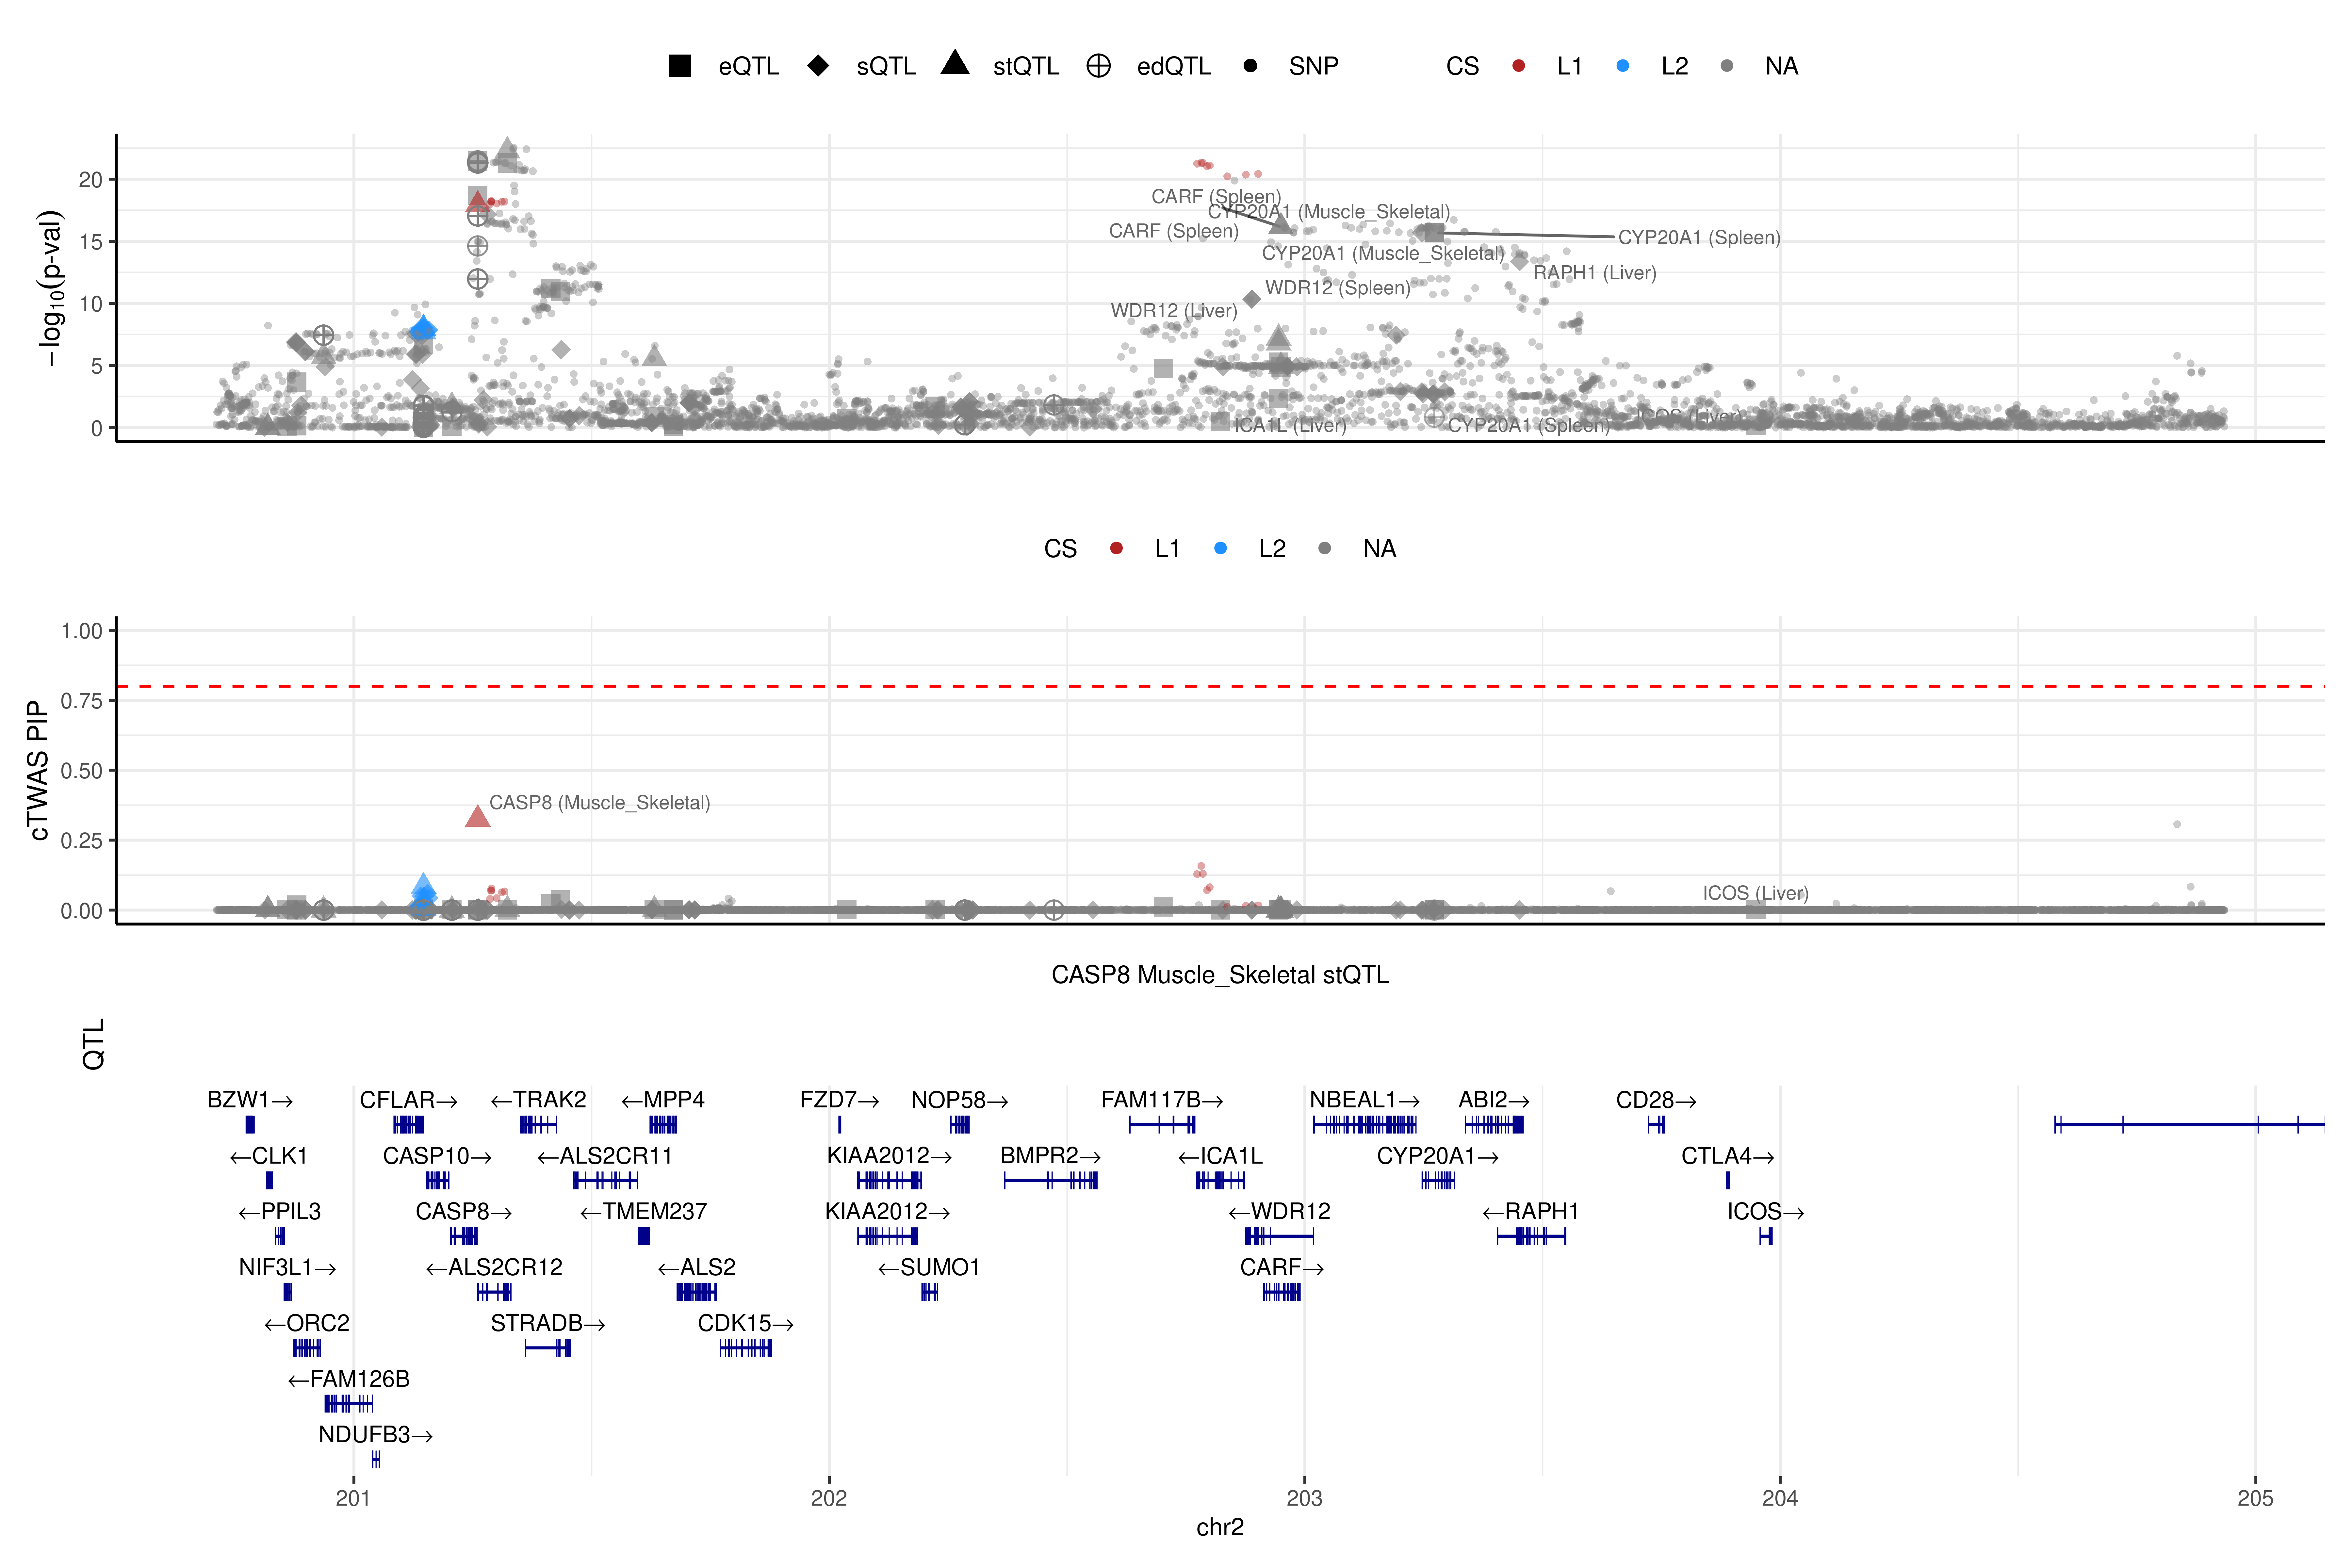 eQTL sQTL stQTL edQTL SNP CS L1 L2 NA
−log10(p-val)
20
15
10
5
0
CARF (Spleen)
CYP20A1 (Muscle_Skeletal)
CARF (Spleen)
CYP20A1 (Spleen)
CYP20A1 (Muscle_Skeletal)
RAPH1 (Liver)
WDR12 (Spleen)
WDR12 (Liver)
ICOS (Liver)
ICA1L (Liver)
CYP20A1 (Spleen)
CS L1 L2 NA
cTWAS PIP
1.00
0.75
0.50
0.25
0.00
CASP8 (Muscle_Skeletal)
ICOS (Liver)
CASP8 Muscle_Skeletal stQTL
QTL
BZW1→ CFLAR→ ←TRAK2 ←MPP4 FZD7→ NOP58→ FAM117B→ NBEAL1→ ABI2→ CD28→
←CLK1 CASP10→ ←ALS2CR11 KIAA2012→ BMPR2→ ←ICA1L CYP20A1→ CTLA4→
←PPIL3 CASP8→ ←TMEM237 KIAA2012→ ←WDR12 ←RAPH1 ICOS→
NIF3L1→ ←ALS2CR12 ←ALS2 ←SUMO1 CARF→
←ORC2 STRADB→ CDK15→
←FAM126B
NDUFB3→
201 202 203 204 205
chr2